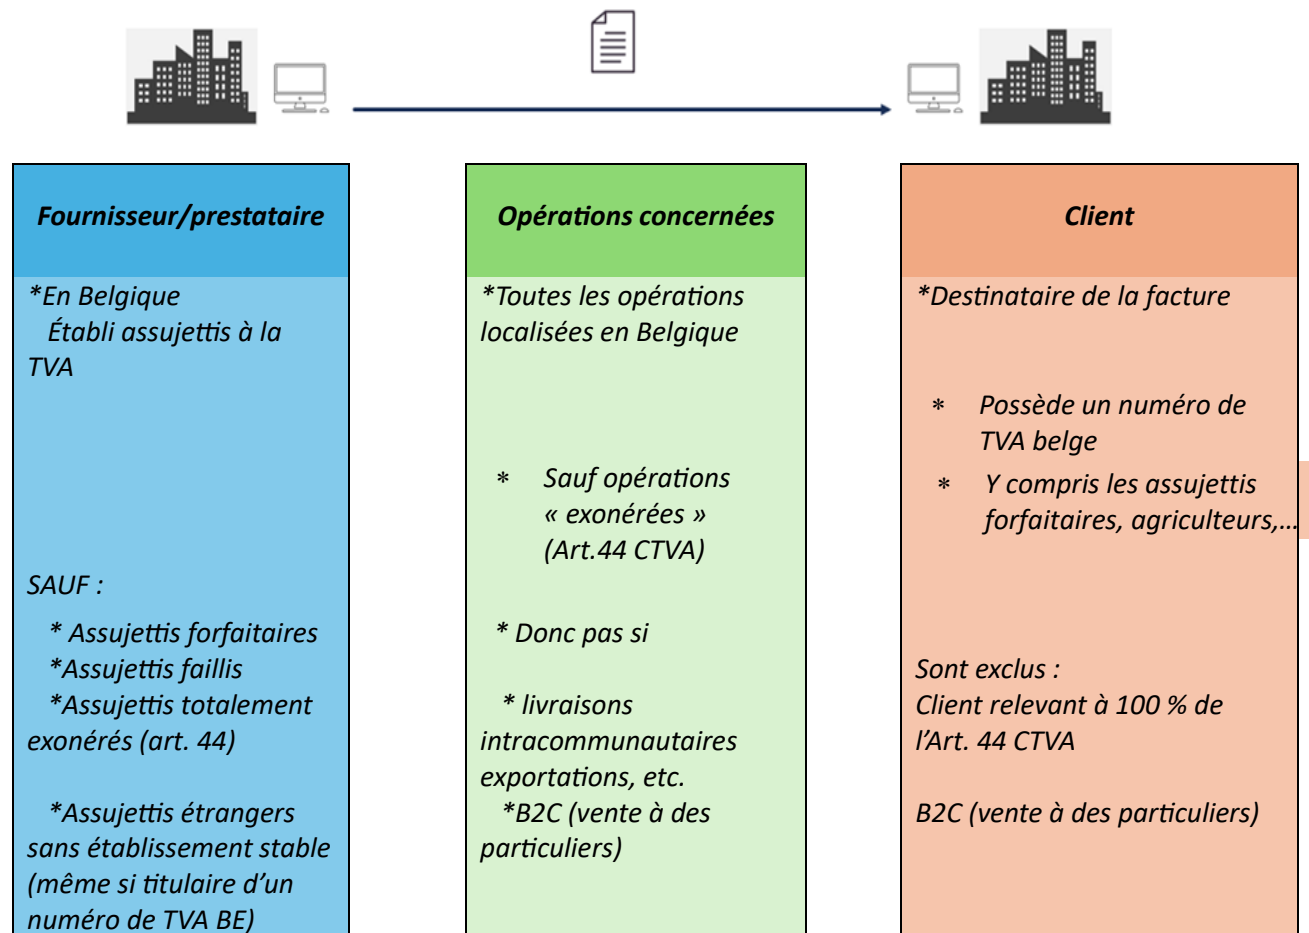 Fournisseur/prestataire
*En Belgique
Établi assujettis à la
TVA
SAUF :
* Assujettis forfaitaires
*Assujettis faillis
*Assujettis totalement
exonérés (art. 44)
*Assujettis étrangers
sans établissement stable
(même si titulaire d’un
numéro de TVA BE)
Opérations concernées
*Toutes les opérations
localisées en Belgique
* Sauf opérations
« exonérées »
(Art.44 CTVA)
* Donc pas si
* livraisons
intracommunautaires
exportations, etc.
*B2C (vente à des
particuliers)
Client
*Destinataire de la facture
* Possède un numéro de
TVA belge
* Y compris les assujettis
forfaitaires, agriculteurs,...
Sont exclus :
Client relevant à 100 % de
l’Art. 44 CTVA
B2C (vente à des particuliers)